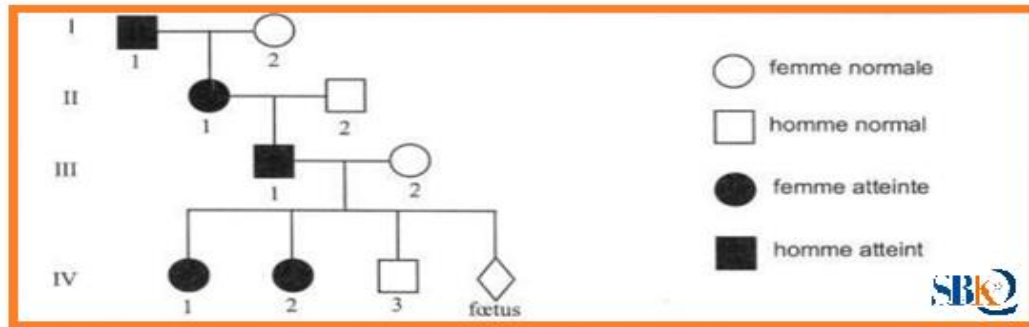 I
1
2
II
1
2
III
1
2
IV
1
2
3
fœtus
femme normale
homme normal
femme atteinte
homme atteint
SBK